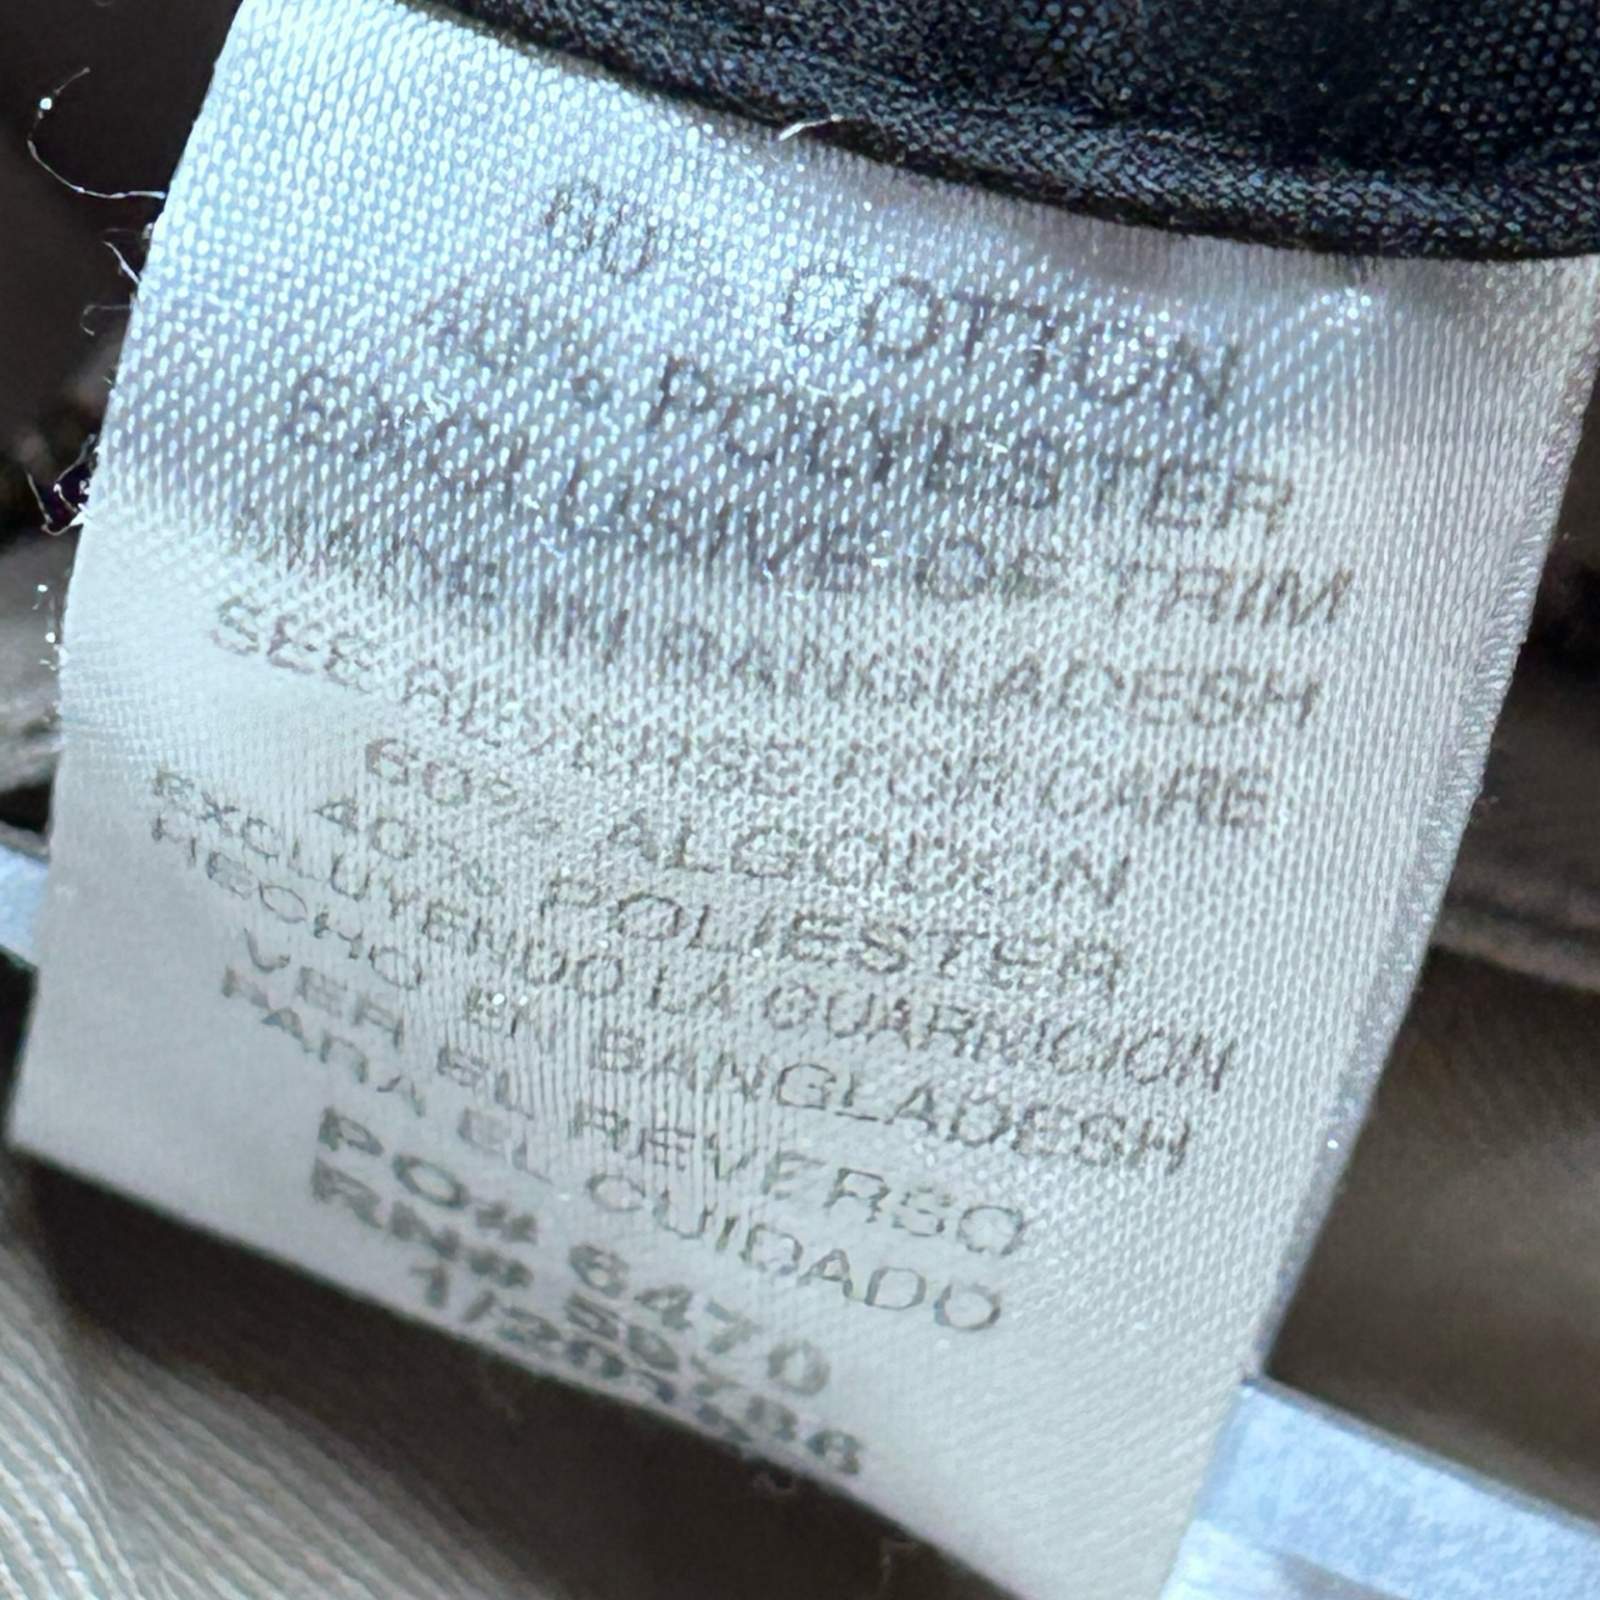 60% COTTON
40% POLYESTER
EXCLUSIVE OF TRIM
MADE IN BANGLADESH
SEE REVERSE FOR CARE
60% ALGODON
40% POLIESTER
EXCLUYENDO LA GUARNICION
HECHO EN BANGLADESH
VER EL REVERSO
PARA EL CUIDADO
PO# 6470
RN#